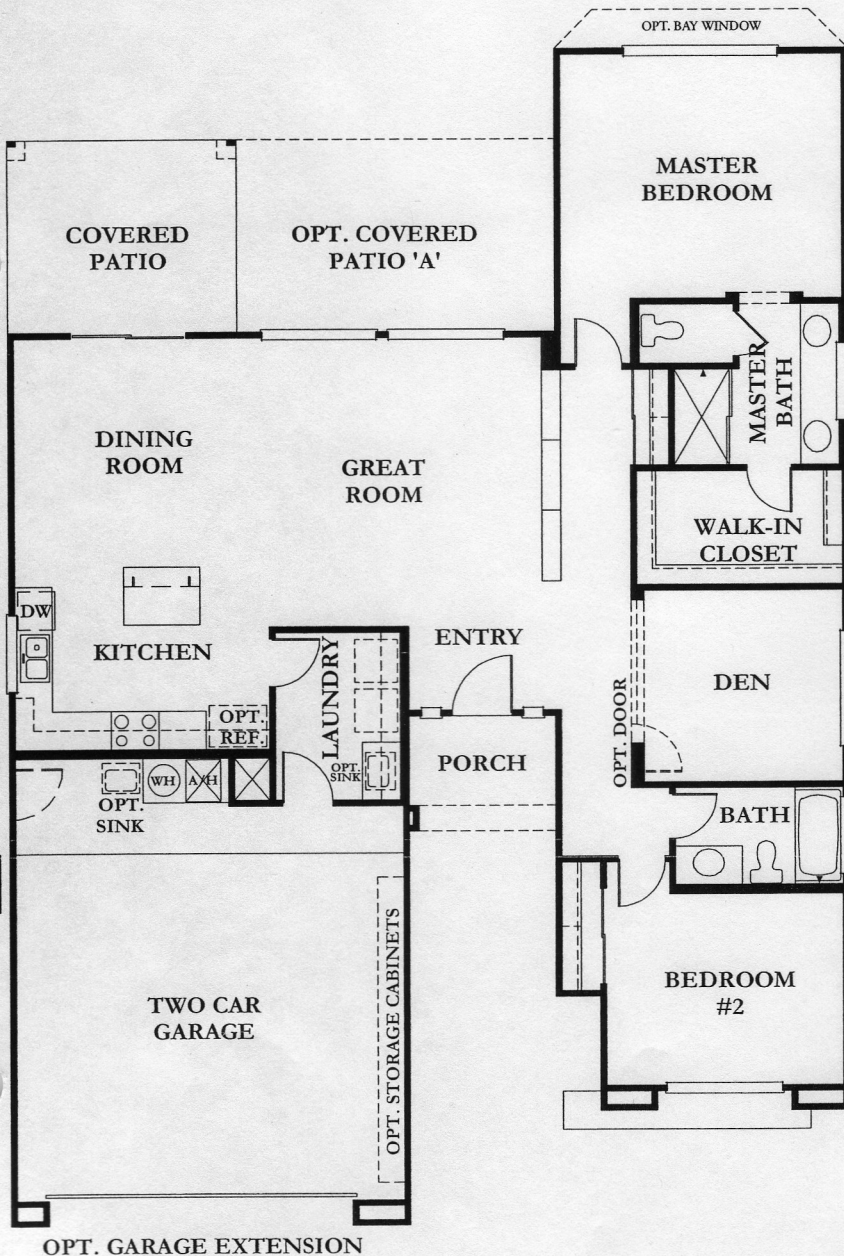 OPT. BAY WINDOW
MASTER
BEDROOM
COVERED
PATIO
OPT. COVERED
PATIO 'A'
MASTER
BATH
DINING
ROOM
GREAT
ROOM
WALK-IN
CLOSET
DW
KITCHEN
LAUNDRY
ENTRY
DEN
OPT.
REF.
OPT. DOOR
OPT.
SINK
PORCH
WH
A/H
OPT.
SINK
BATH
OPT. STORAGE CABINETS
TWO CAR
GARAGE
BEDROOM
#2
OPT. GARAGE EXTENSION